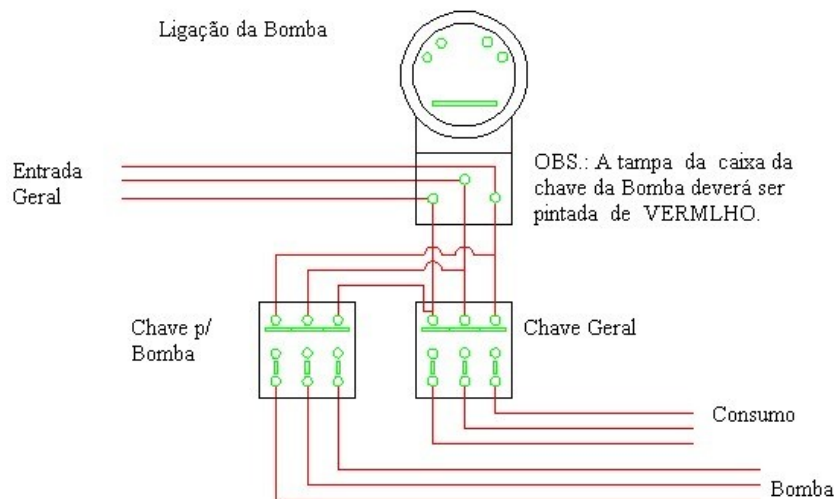 Ligação da Bomba
Entrada
Geral
OBS.: A tampa da caixa da
chave da Bomba deverá ser
pintada de VERMLHO.
Chave p/
Bomba
Chave Geral
Consumo
Bomba